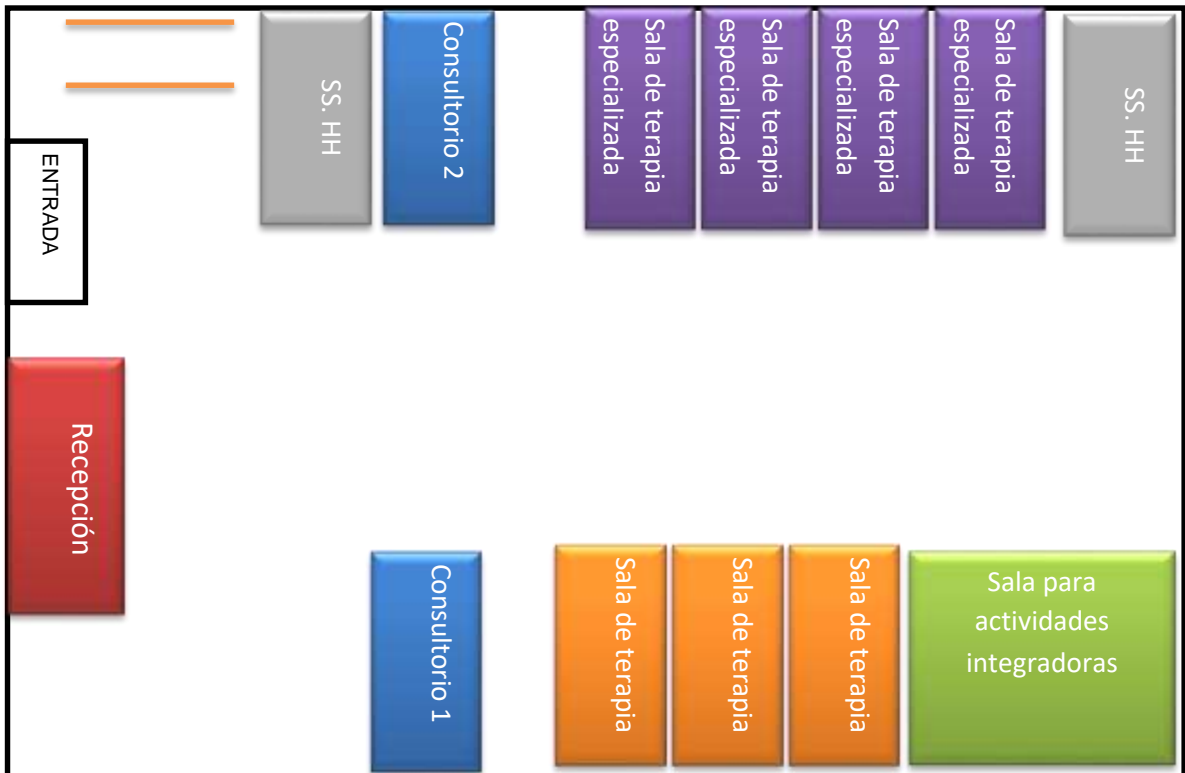 SS. HH
Consultorio 2
Sala de terapia
especializada
Sala de terapia
especializada
Sala de terapia
especializada
Sala de terapia
especializada
SS. HH
ENTRADA
Recepción
Consultorio 1
Sala de terapia
Sala de terapia
Sala de terapia
Sala para
actividades
integradoras